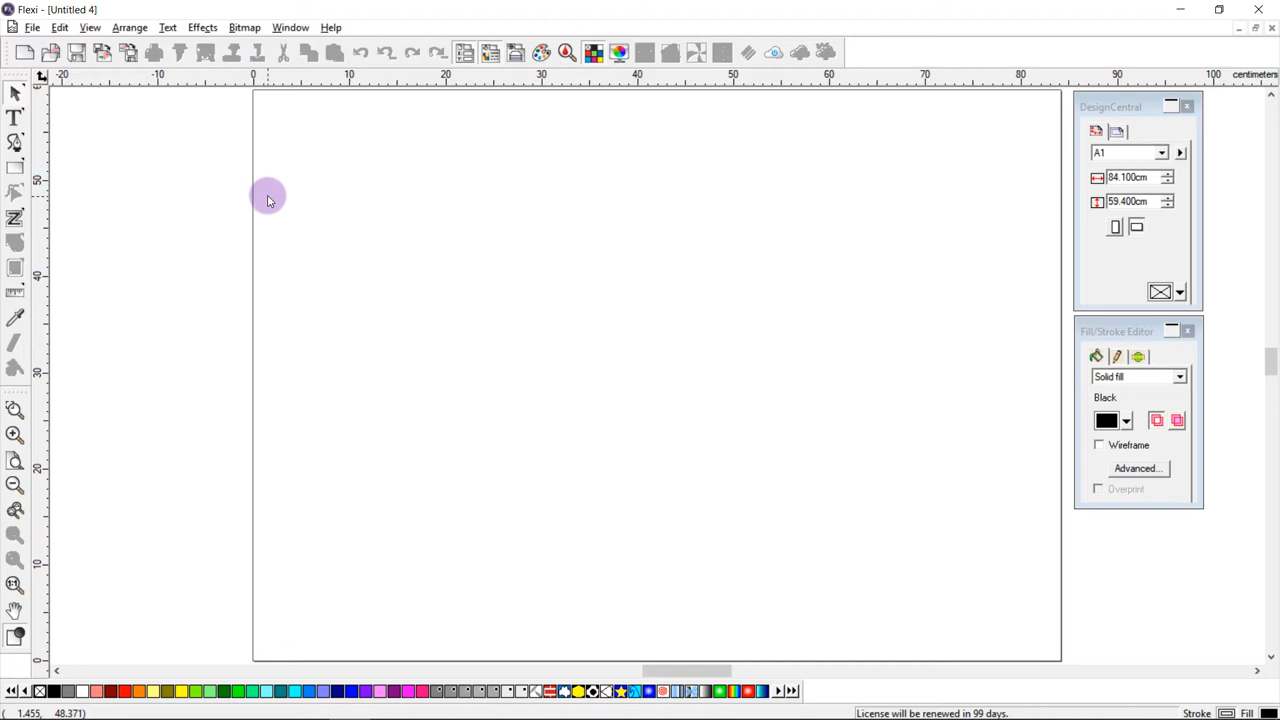 Flexi - [Untitled 4]
File Edit View Arrange Text Effects Bitmap Window Help
-20 -10 0 10 20 30 40 50 60 70 80 90 100 centimeters
50
40
30
20
10
0
DesignCentral
A1
84.100cm
59.400cm
Fill/Stroke Editor
Solid fill
Black
Wireframe
Advanced...
Overprint
1:1
( 1.455, 48.371) License will be renewed in 99 days. Stroke Fill